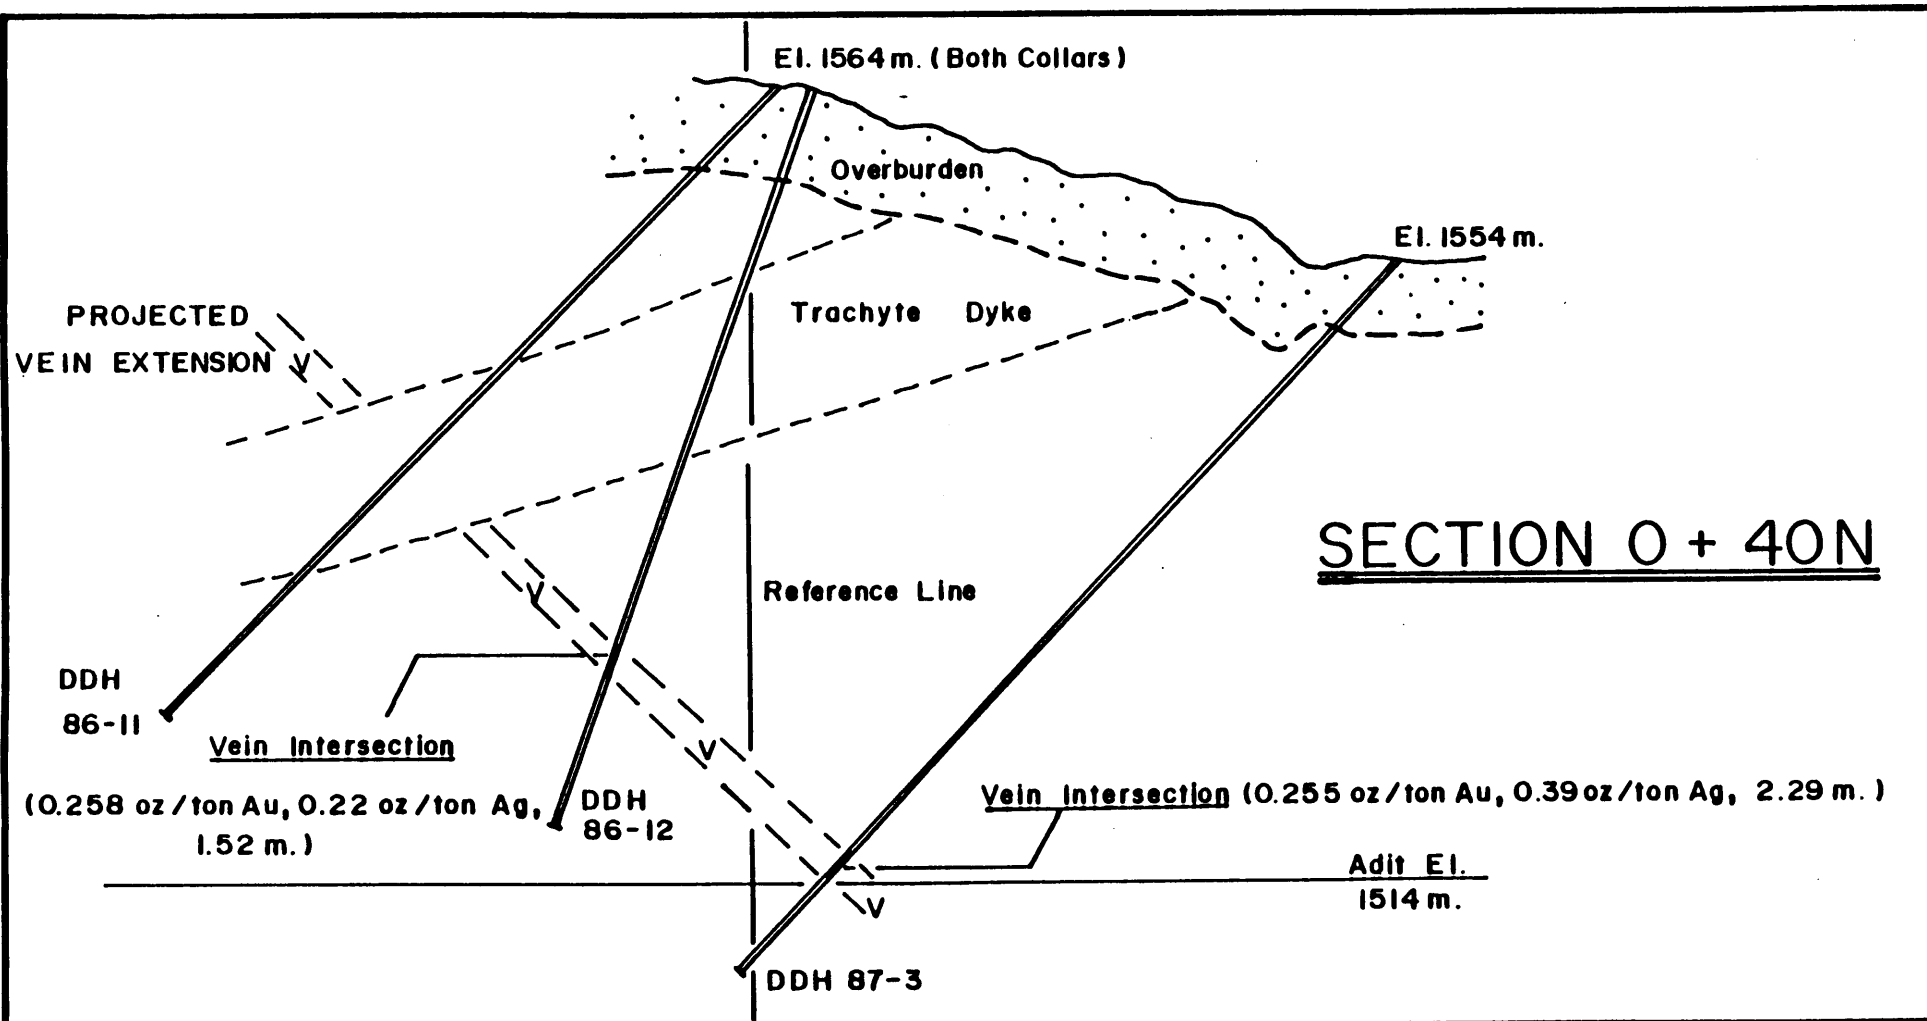 El. 1564 m. (Both Collars)
Overburden
El. 1554 m.
PROJECTED
VEIN EXTENSION
V
Trachyte Dyke
SECTION 0 + 40N
V
Reference Line
DDH
86-11
Vein Intersection
(0.258 oz/ton Au, 0.22 oz/ton Ag,
1.52 m.)
V
DDH
86-12
Vein Intersection (0.255 oz/ton Au, 0.39 oz/ton Ag, 2.29 m.)
Adit El.
1514 m.
V
DDH 87-3